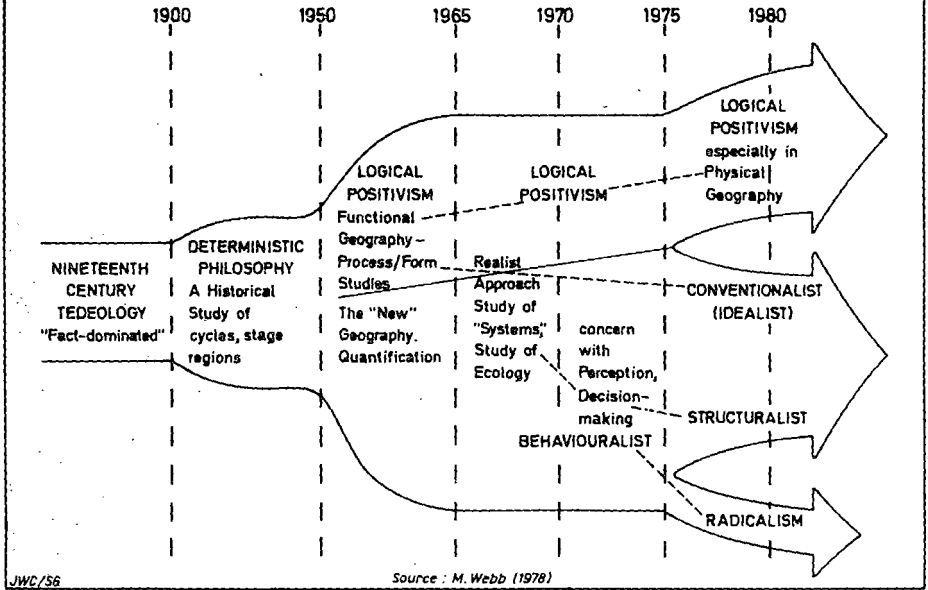 1900 1950 1965 1970 1975 1980
NINETEENTH
CENTURY
TEDEOLOGY
"Fact-dominated"
DETERMINISTIC
PHILOSOPHY
A Historical
Study of
cycles, stage
regions
LOGICAL
POSITIVISM
Functional
Geography –
Process/Form
Studies
The "New"
Geography.
Quantification
LOGICAL
POSITIVISM
Realist
Approach
Study of
"Systems,"
Study of
Ecology
concern
with
Perception,
Decision-
making
BEHAVIOURALIST
LOGICAL
POSITIVISM
especially in
Physical
Geography
CONVENTIONALIST
(IDEALIST)
STRUCTURALIST
RADICALISM
JWC/SG
Source : M. Webb (1978)